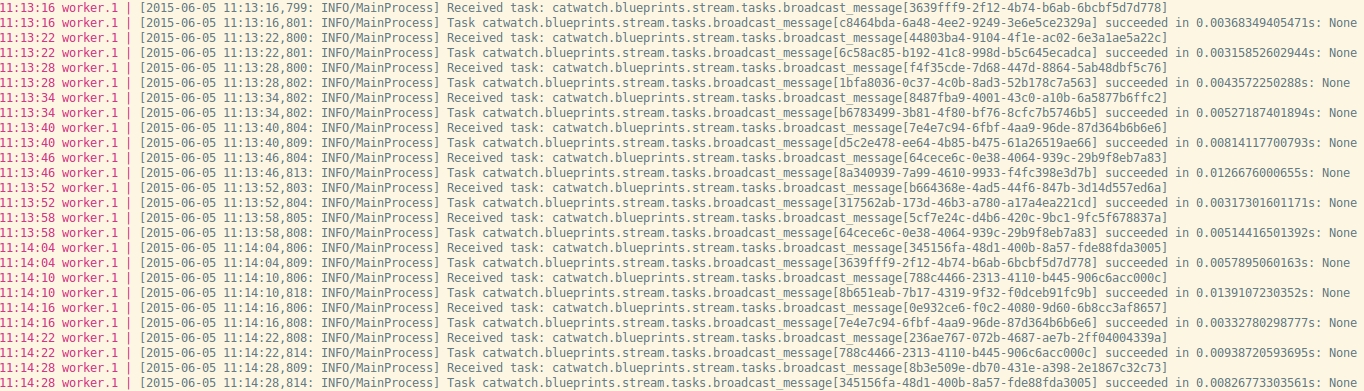 11:13:16 worker.1 | [2015-06-05 11:13:16,799: INFO/MainProcess] Received task: catwatch.blueprints.stream.tasks.broadcast_message[3639fff9-2f12-4b74-b6ab-6bcbf5d7d778]
11:13:16 worker.1 | [2015-06-05 11:13:16,801: INFO/MainProcess] Task catwatch.blueprints.stream.tasks.broadcast_message[c8464bda-6a48-4ee2-9249-3e6e5ce2329a] succeeded in 0.00368349405471s: None
11:13:22 worker.1 | [2015-06-05 11:13:22,800: INFO/MainProcess] Received task: catwatch.blueprints.stream.tasks.broadcast_message[44803ba4-9104-4f1e-ac02-6e3a1ae5a22c]
11:13:22 worker.1 | [2015-06-05 11:13:22,801: INFO/MainProcess] Task catwatch.blueprints.stream.tasks.broadcast_message[6c58ac85-b192-41c8-998d-b5c645ecadca] succeeded in 0.00315852602944s: None
11:13:28 worker.1 | [2015-06-05 11:13:28,800: INFO/MainProcess] Received task: catwatch.blueprints.stream.tasks.broadcast_message[f4f35cde-7d68-447d-8864-5ab48dbf5c76]
11:13:28 worker.1 | [2015-06-05 11:13:28,802: INFO/MainProcess] Task catwatch.blueprints.stream.tasks.broadcast_message[1bfa8036-0c37-4c0b-8ad3-52b178c7a563] succeeded in 0.0043572250288s: None
11:13:34 worker.1 | [2015-06-05 11:13:34,802: INFO/MainProcess] Received task: catwatch.blueprints.stream.tasks.broadcast_message[8487fba9-4001-43c0-a10b-6a5877b6ffc2]
11:13:34 worker.1 | [2015-06-05 11:13:34,802: INFO/MainProcess] Task catwatch.blueprints.stream.tasks.broadcast_message[b6783499-3b81-4f80-bf76-8cfc7b5746b5] succeeded in 0.00527187401894s: None
11:13:40 worker.1 | [2015-06-05 11:13:40,804: INFO/MainProcess] Received task: catwatch.blueprints.stream.tasks.broadcast_message[7e4e7c94-6fbf-4aa9-96de-87d364b6b6e6]
11:13:40 worker.1 | [2015-06-05 11:13:40,809: INFO/MainProcess] Task catwatch.blueprints.stream.tasks.broadcast_message[d5c2e478-ee64-4b85-b475-61a26519ae66] succeeded in 0.00814117700793s: None
11:13:46 worker.1 | [2015-06-05 11:13:46,804: INFO/MainProcess] Received task: catwatch.blueprints.stream.tasks.broadcast_message[64cece6c-0e38-4064-939c-29b9f8eb7a83]
11:13:46 worker.1 | [2015-06-05 11:13:46,813: INFO/MainProcess] Task catwatch.blueprints.stream.tasks.broadcast_message[8a340939-7a99-4610-9933-f4fc398e3d7b] succeeded in 0.0126676000655s: None
11:13:52 worker.1 | [2015-06-05 11:13:52,803: INFO/MainProcess] Received task: catwatch.blueprints.stream.tasks.broadcast_message[b664368e-4ad5-44f6-847b-3d14d557ed6a]
11:13:52 worker.1 | [2015-06-05 11:13:52,804: INFO/MainProcess] Task catwatch.blueprints.stream.tasks.broadcast_message[317562ab-173d-46b3-a780-a17a4ea221cd] succeeded in 0.00317301601171s: None
11:13:58 worker.1 | [2015-06-05 11:13:58,805: INFO/MainProcess] Received task: catwatch.blueprints.stream.tasks.broadcast_message[5cf7e24c-d4b6-420c-9bc1-9fc5f678837a]
11:13:58 worker.1 | [2015-06-05 11:13:58,808: INFO/MainProcess] Task catwatch.blueprints.stream.tasks.broadcast_message[64cece6c-0e38-4064-939c-29b9f8eb7a83] succeeded in 0.00514416501392s: None
11:14:04 worker.1 | [2015-06-05 11:14:04,806: INFO/MainProcess] Received task: catwatch.blueprints.stream.tasks.broadcast_message[345156fa-48d1-400b-8a57-fde88fda3005]
11:14:04 worker.1 | [2015-06-05 11:14:04,809: INFO/MainProcess] Task catwatch.blueprints.stream.tasks.broadcast_message[3639fff9-2f12-4b74-b6ab-6bcbf5d7d778] succeeded in 0.0057895060163s: None
11:14:10 worker.1 | [2015-06-05 11:14:10,806: INFO/MainProcess] Received task: catwatch.blueprints.stream.tasks.broadcast_message[788c4466-2313-4110-b445-906c6acc000c]
11:14:10 worker.1 | [2015-06-05 11:14:10,818: INFO/MainProcess] Task catwatch.blueprints.stream.tasks.broadcast_message[8b651eab-7b17-4319-9f32-f0dceb91fc9b] succeeded in 0.0139107230352s: None
11:14:16 worker.1 | [2015-06-05 11:14:16,806: INFO/MainProcess] Received task: catwatch.blueprints.stream.tasks.broadcast_message[0e932ce6-f0c2-4080-9d60-6b8cc3af8657]
11:14:16 worker.1 | [2015-06-05 11:14:16,808: INFO/MainProcess] Task catwatch.blueprints.stream.tasks.broadcast_message[7e4e7c94-6fbf-4aa9-96de-87d364b6b6e6] succeeded in 0.00332780298777s: None
11:14:22 worker.1 | [2015-06-05 11:14:22,808: INFO/MainProcess] Received task: catwatch.blueprints.stream.tasks.broadcast_message[236ae767-072b-4687-ae7b-2ff04004339a]
11:14:22 worker.1 | [2015-06-05 11:14:22,814: INFO/MainProcess] Task catwatch.blueprints.stream.tasks.broadcast_message[788c4466-2313-4110-b445-906c6acc000c] succeeded in 0.00938720593695s: None
11:14:28 worker.1 | [2015-06-05 11:14:28,809: INFO/MainProcess] Received task: catwatch.blueprints.stream.tasks.broadcast_message[8b3e509e-db70-431e-a398-2e1867c32c73]
11:14:28 worker.1 | [2015-06-05 11:14:28,814: INFO/MainProcess] Task catwatch.blueprints.stream.tasks.broadcast_message[345156fa-48d1-400b-8a57-fde88fda3005] succeeded in 0.00826773303561s: None